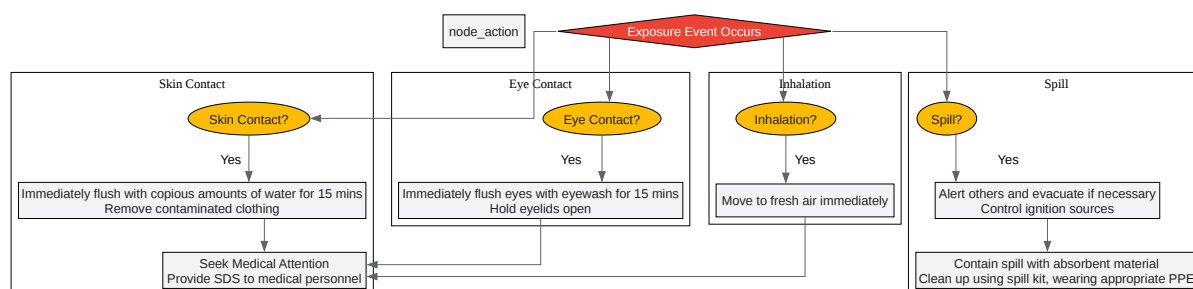 node_action
Exposure Event Occurs
Skin Contact
Eye Contact
Inhalation
Spill
Skin Contact?
Eye Contact?
Inhalation?
Spill?
Yes
Yes
Yes
Yes
Immediately flush with copious amounts of water for 15 mins
Remove contaminated clothing
Immediately flush eyes with eyewash for 15 mins
Hold eyelids open
Move to fresh air immediately
Alert others and evacuate if necessary
Control ignition sources
Seek Medical Attention
Provide SDS to medical personnel
Contain spill with absorbent material
Clean up using spill kit, wearing appropriate PPE